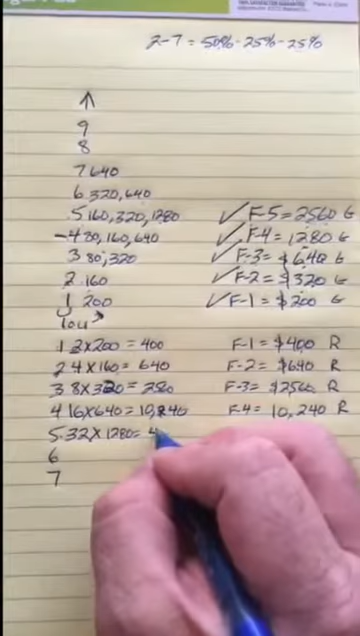 2-7 = 50% - 25% - 25%
↑
9
8
7 640
6 320,640
5 160,320,1280 ✓ F-5 = 2560 G
-4 80,160,640 ✓ F-4 = 1280 G
3 80,320 ✓ F-3 = $640 G
2 160 ✓ F-2 = $320 G
1 200 ✓ F-1 = $200 G
You
1 2x200 = 400 F-1 = $400 R
2 4x160 = 640 F-2 = $640 R
3 8x320 = 2560 F-3 = $2560 R
4 16x640 = 10,240 F-4 = 10,240 R
5. 32x1280 = 4
6
7